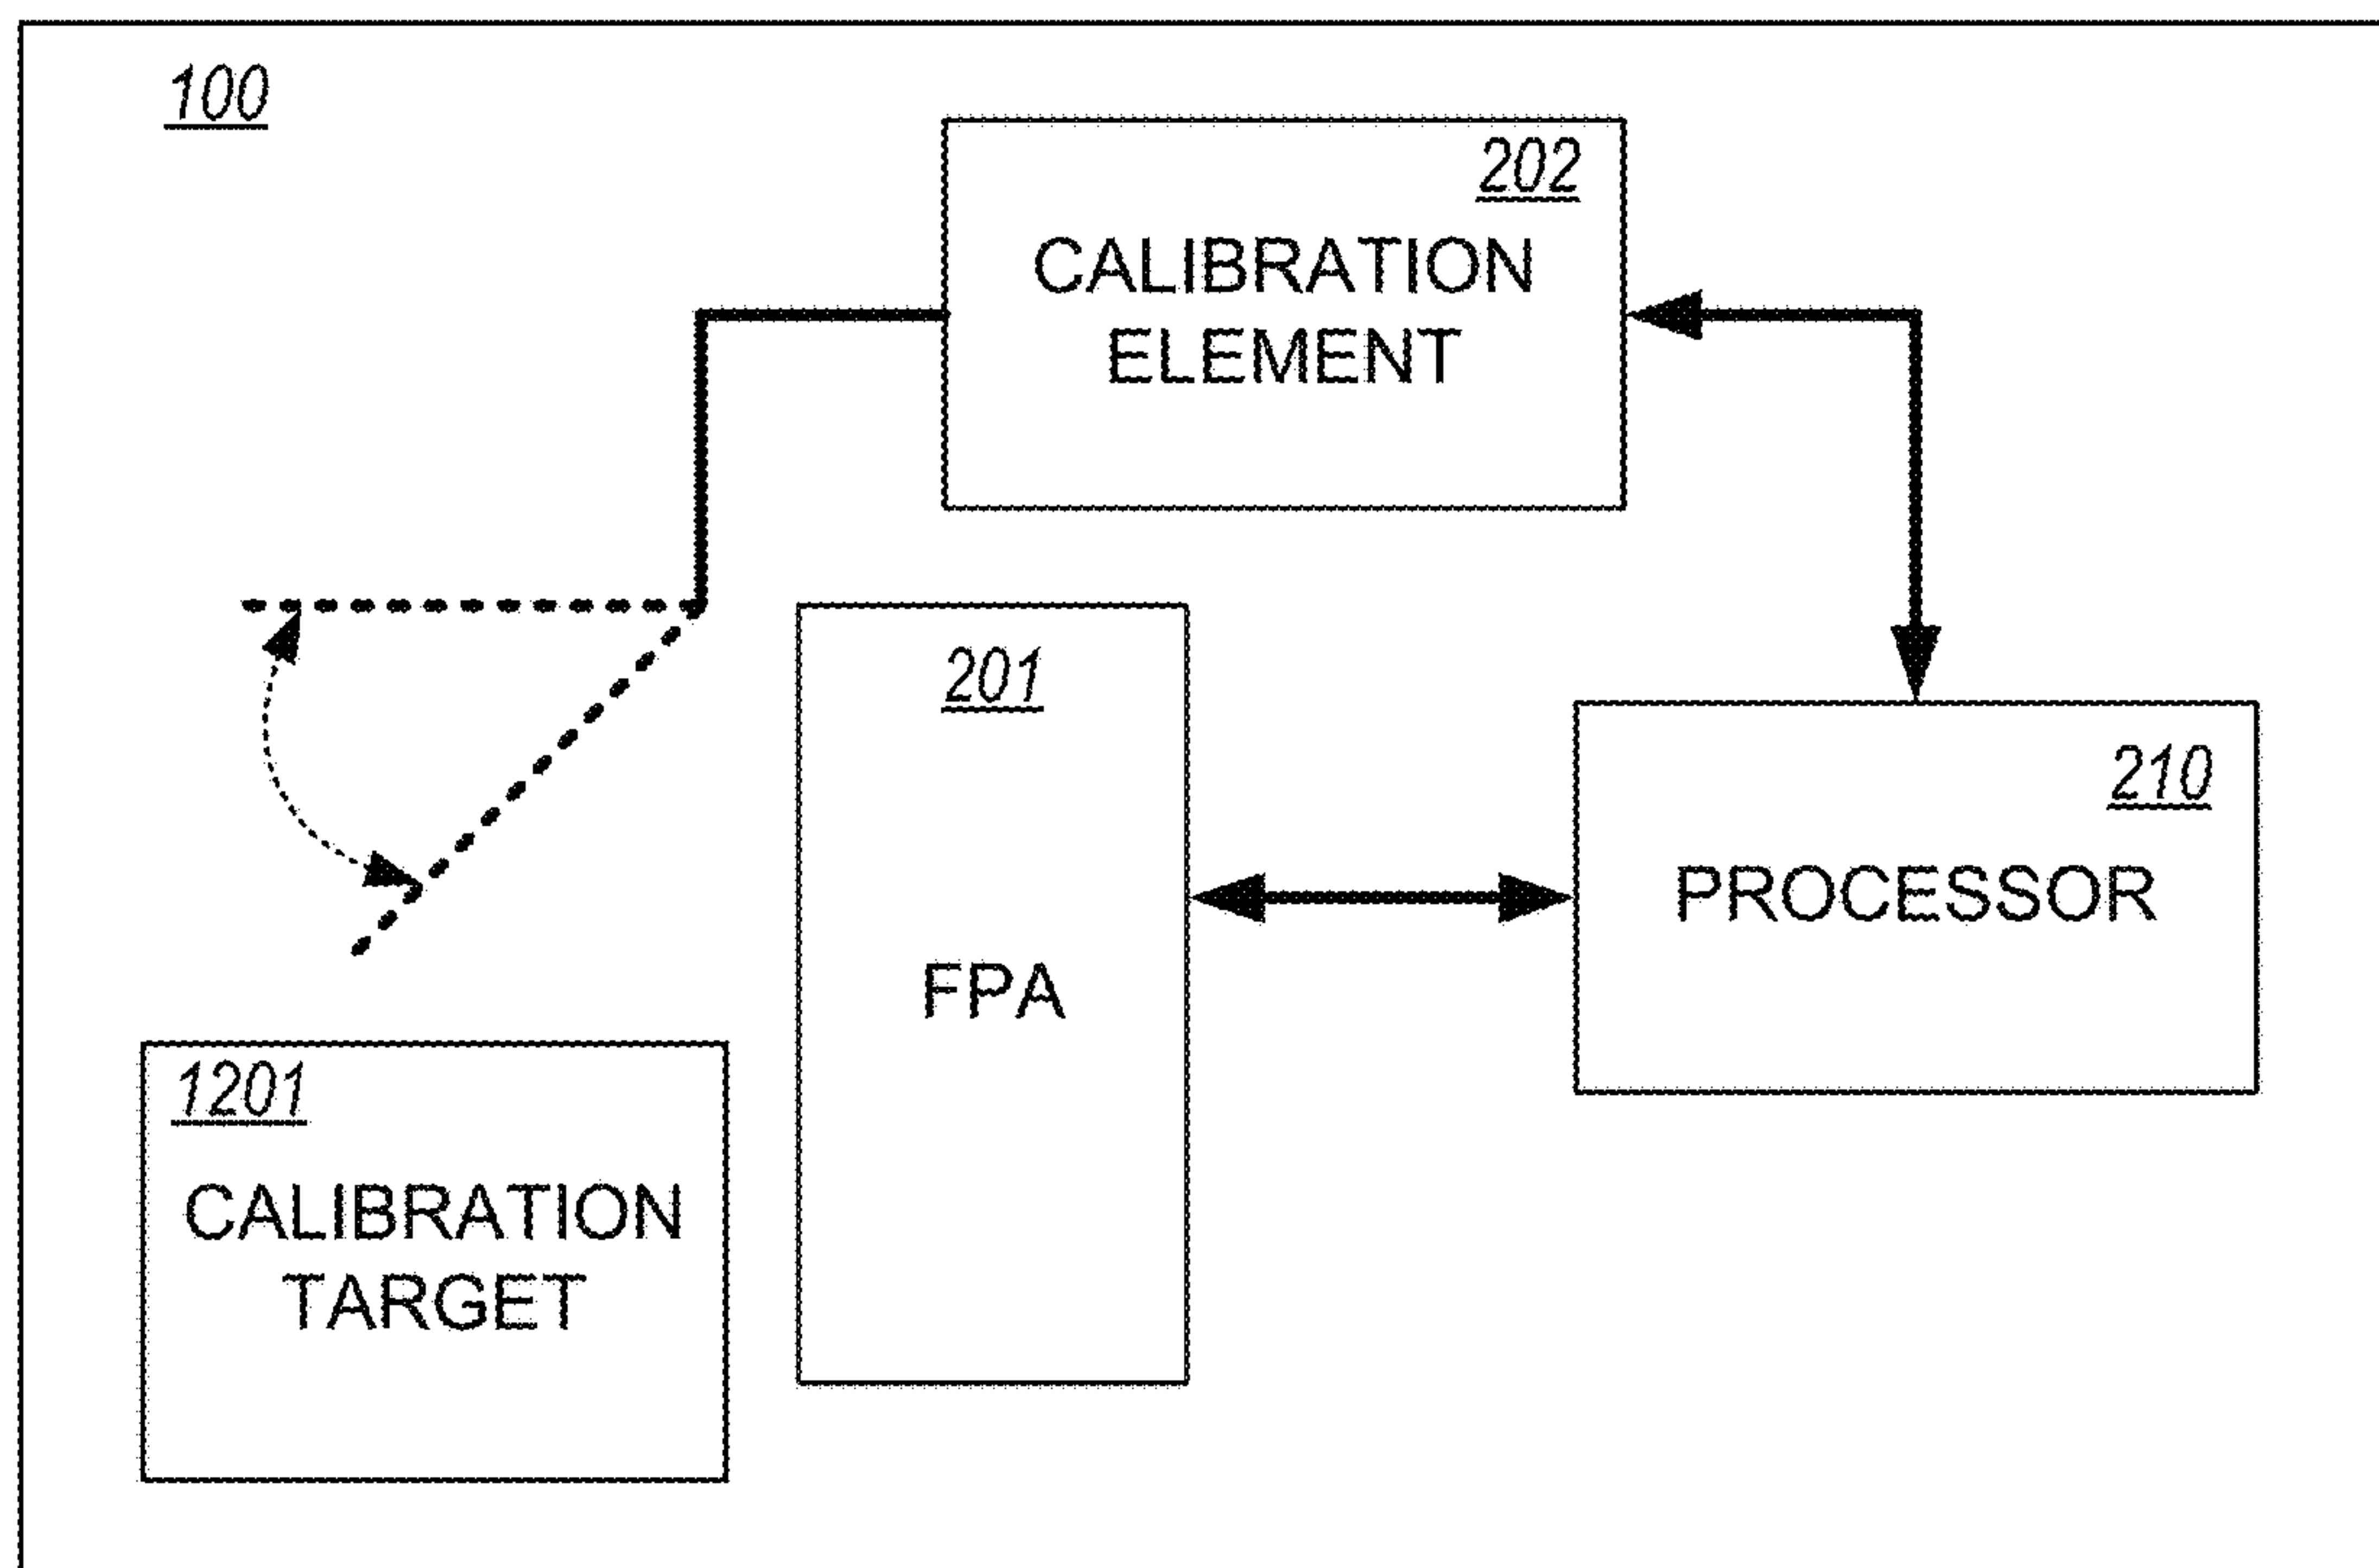 100
202
CALIBRATION
ELEMENT
201
FPA
210
PROCESSOR
1201
CALIBRATION
TARGET